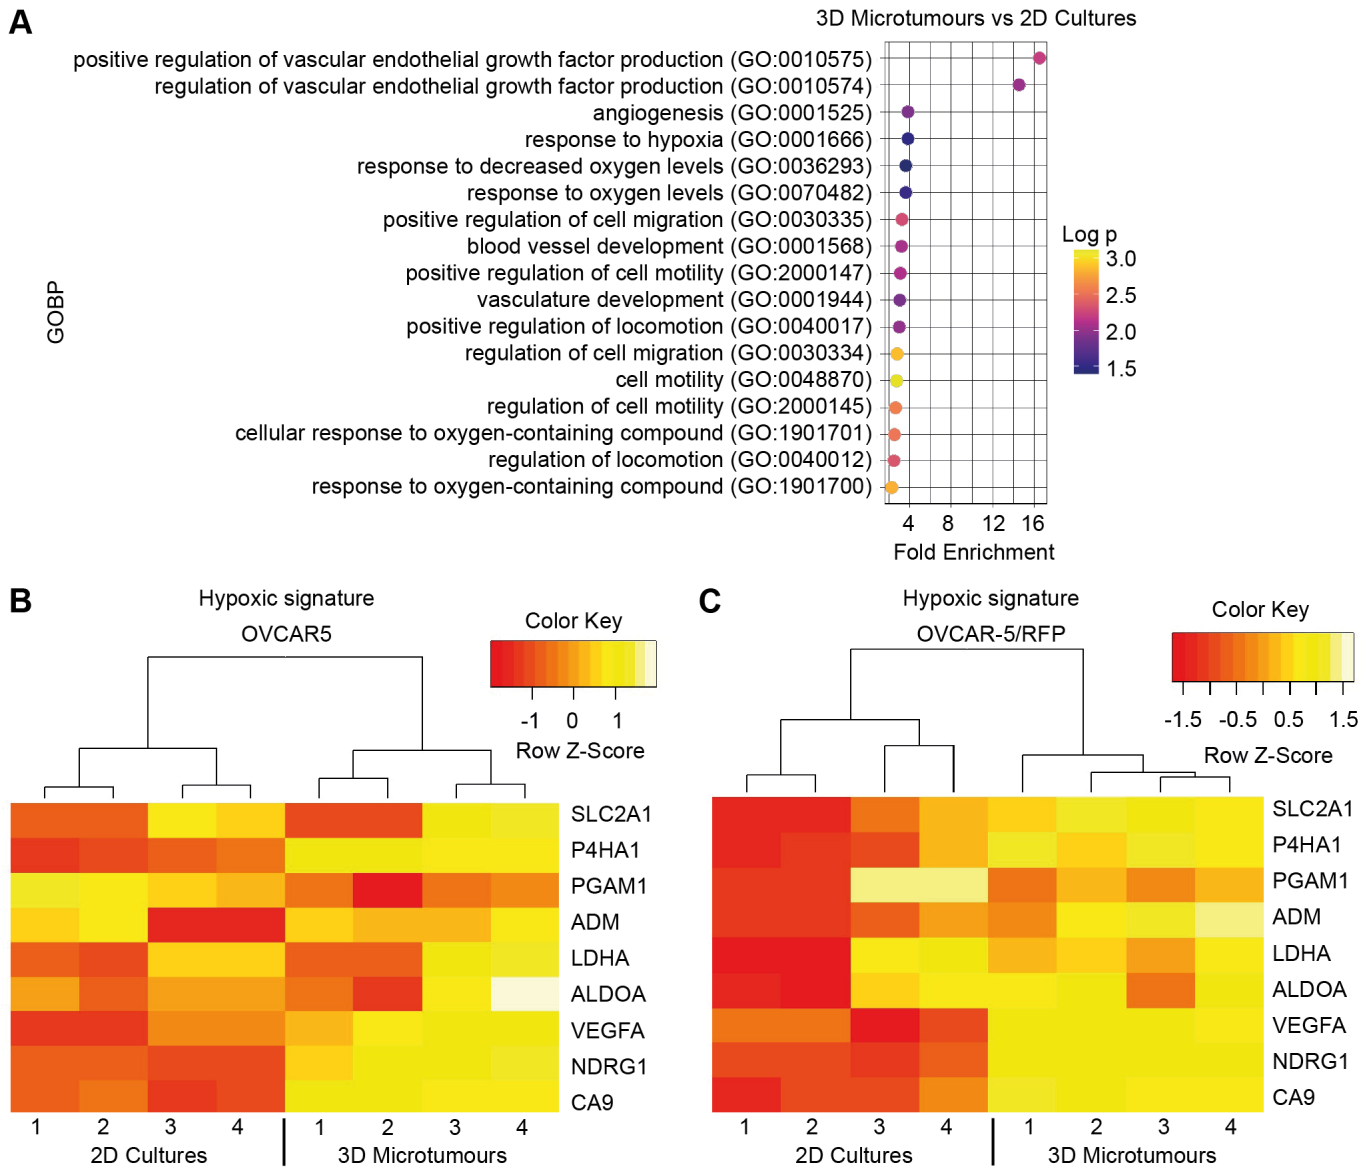 A
3D Microtumours vs 2D Cultures
positive regulation of vascular endothelial growth factor production (GO:0010575)
regulation of vascular endothelial growth factor production (GO:0010574)
angiogenesis (GO:0001525)
response to hypoxia (GO:0001666)
response to decreased oxygen levels (GO:0036293)
response to oxygen levels (GO:0070482)
positive regulation of cell migration (GO:0030335)
blood vessel development (GO:0001568)
positive regulation of cell motility (GO:2000147)
vasculature development (GO:0001944)
positive regulation of locomotion (GO:0040017)
regulation of cell migration (GO:0030334)
cell motility (GO:0048870)
regulation of cell motility (GO:2000145)
cellular response to oxygen-containing compound (GO:1901701)
regulation of locomotion (GO:0040012)
response to oxygen-containing compound (GO:1901700)
GOBP
4 8 12 16
Fold Enrichment
Log p
3.0
2.5
2.0
1.5
B
Hypoxic signature
OVCAR5
Color Key
-1 0 1
Row Z-Score
SLC2A1
P4HA1
PGAM1
ADM
LDHA
ALDOA
VEGFA
NDRG1
CA9
1 2 3 4 1 2 3 4
2D Cultures 3D Microtumours
C
Hypoxic signature
OVCAR-5/RFP
Color Key
-1.5 -0.5 0.5 1.5
Row Z-Score
SLC2A1
P4HA1
PGAM1
ADM
LDHA
ALDOA
VEGFA
NDRG1
CA9
1 2 3 4 1 2 3 4
2D Cultures 3D Microtumours